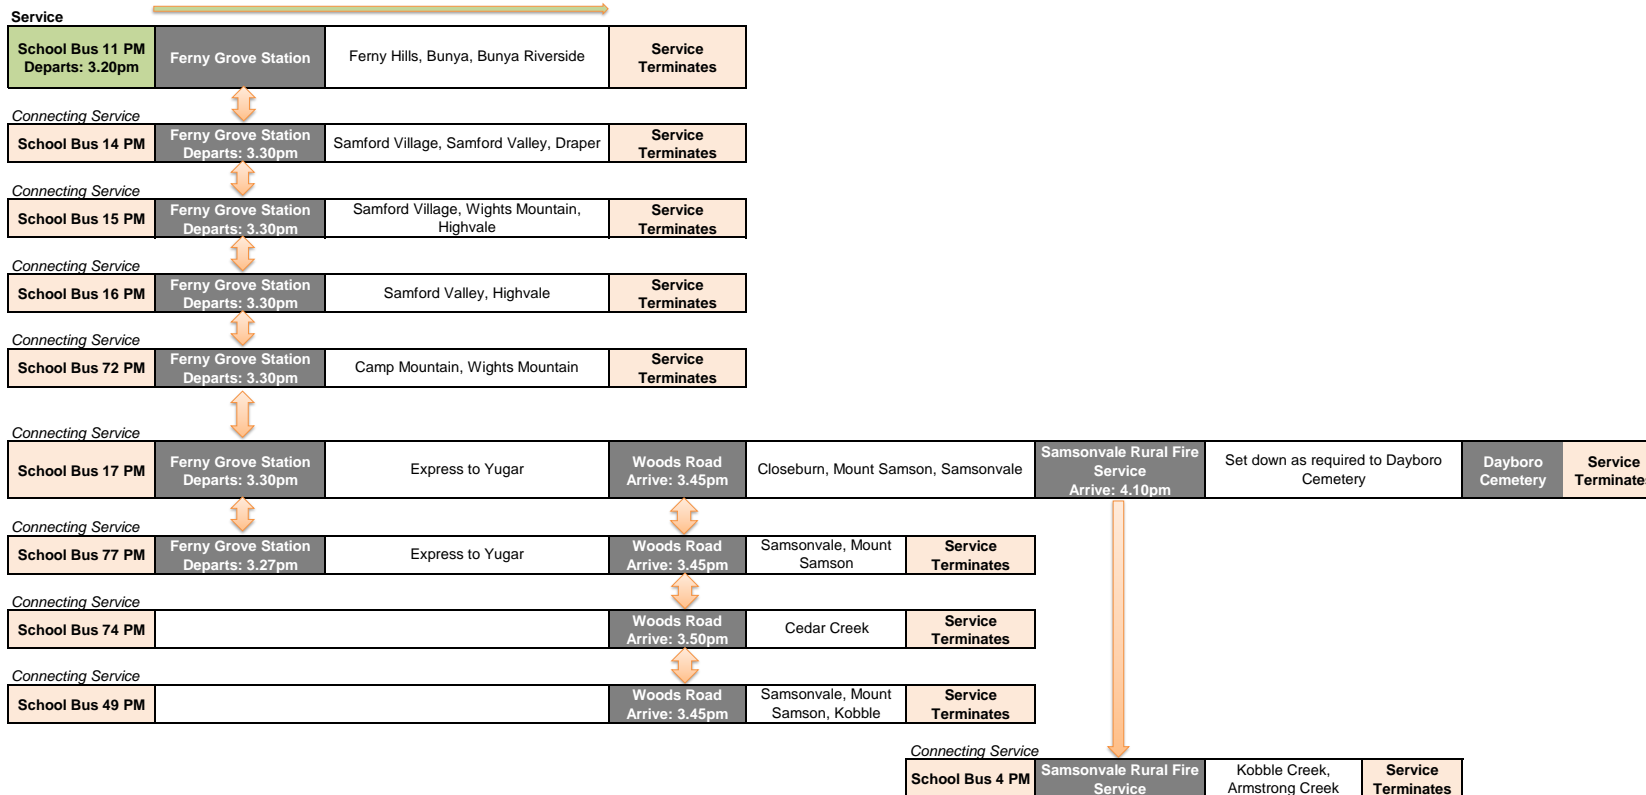 Service
School Bus 11 PM
Departs: 3.20pm
Ferny Grove Station
Ferny Hills, Bunya, Bunya Riverside
Service
Terminates
Connecting Service
School Bus 14 PM
Ferny Grove Station
Departs: 3.30pm
Samford Village, Samford Valley, Draper
Service
Terminates
Connecting Service
School Bus 15 PM
Ferny Grove Station
Departs: 3.30pm
Samford Village, Wights Mountain,
Highvale
Service
Terminates
Connecting Service
School Bus 16 PM
Ferny Grove Station
Departs: 3.30pm
Samford Valley, Highvale
Service
Terminates
Connecting Service
School Bus 72 PM
Ferny Grove Station
Departs: 3.30pm
Camp Mountain, Wights Mountain
Service
Terminates
Connecting Service
School Bus 17 PM
Ferny Grove Station
Departs: 3.30pm
Express to Yugar
Woods Road
Arrive: 3.45pm
Closeburn, Mount Samson, Samsonvale
Samsonvale Rural Fire
Service
Arrive: 4.10pm
Set down as required to Dayboro
Cemetery
Dayboro
Cemetery
Service
Terminates
Connecting Service
School Bus 77 PM
Ferny Grove Station
Departs: 3.27pm
Express to Yugar
Woods Road
Arrive: 3.45pm
Samsonvale, Mount
Samson
Service
Terminates
Connecting Service
School Bus 74 PM
Woods Road
Arrive: 3.50pm
Cedar Creek
Service
Terminates
Connecting Service
School Bus 49 PM
Woods Road
Arrive: 3.45pm
Samsonvale, Mount
Samson, Kobble
Service
Terminates
Connecting Service
School Bus 4 PM
Samsonvale Rural Fire
Service
Kobble Creek,
Armstrong Creek
Service
Terminates